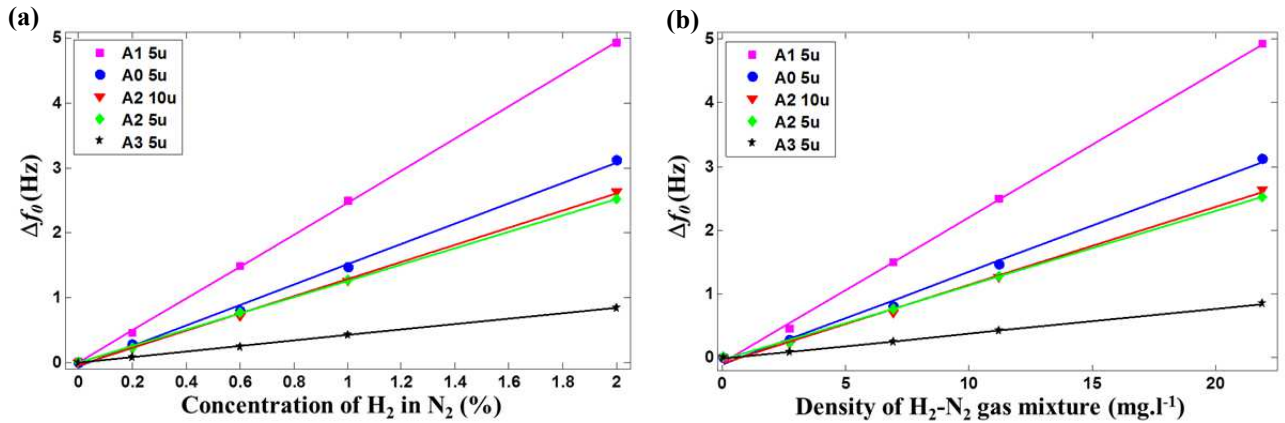 (a)
5
4
3
2
1
0
Δf₀ (Hz)
A1 5u
A0 5u
A2 10u
A2 5u
A3 5u
0 0.2 0.4 0.6 0.8 1 1.2 1.4 1.6 1.8 2
Concentration of H₂ in N₂ (%)
(b)
5
4
3
2
1
0
Δf₀ (Hz)
A1 5u
A0 5u
A2 10u
A2 5u
A3 5u
0 5 10 15 20
Density of H₂-N₂ gas mixture (mg.l⁻¹)